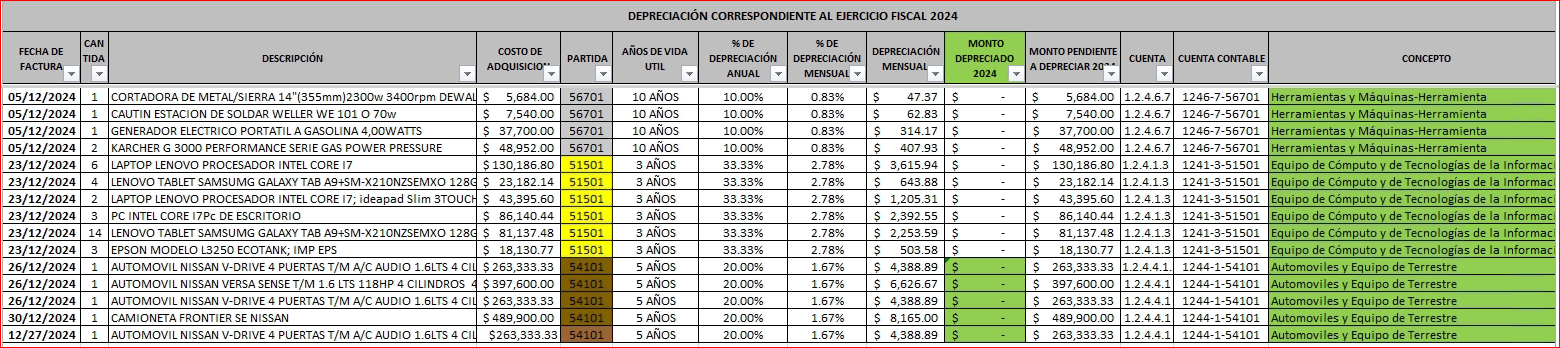 DEPRECIACIÓN CORRESPONDIENTE AL EJERCICIO FISCAL 2024
FECHA DE FACTURA CAN TIDA DESCRIPCIÓN COSTO DE ADQUISICION PARTIDA AÑOS DE VIDA UTIL % DE DEPRECIACIÓN ANUAL % DE DEPRECIACIÓN MENSUAL DEPRECIACIÓN MENSUAL MONTO DEPRECIADO 2024 MONTO PENDIENTE A DEPRECIAR 2024 CUENTA CUENTA CONTABLE CONCEPTO
05/12/2024 1 CORTADORA DE METAL/SIERRA 14"(355mm)2300w 3400rpm DEWAL $ 5,684.00 56701 10 AÑOS 10.00% 0.83% $ 47.37 $ - $ 5,684.00 1.2.4.6.7 1246-7-56701 Herramientas y Máquinas-Herramienta
05/12/2024 1 CAUTIN ESTACION DE SOLDAR WELLER WE 101 O 70w $ 7,540.00 56701 10 AÑOS 10.00% 0.83% $ 62.83 $ - $ 7,540.00 1.2.4.6.7 1246-7-56701 Herramientas y Máquinas-Herramienta
05/12/2024 1 GENERADOR ELECTRICO PORTATIL A GASOLINA 4,00WATTS $ 37,700.00 56701 10 AÑOS 10.00% 0.83% $ 314.17 $ - $ 37,700.00 1.2.4.6.7 1246-7-56701 Herramientas y Máquinas-Herramienta
05/12/2024 2 KARCHER G 3000 PERFORMANCE SERIE GAS POWER PRESSURE $ 48,952.00 56701 10 AÑOS 10.00% 0.83% $ 407.93 $ - $ 48,952.00 1.2.4.6.7 1246-7-56701 Herramientas y Máquinas-Herramienta
23/12/2024 6 LAPTOP LENOVO PROCESADOR INTEL CORE I7 $ 130,186.80 51501 3 AÑOS 33.33% 2.78% $ 3,615.94 $ - $ 130,186.80 1.2.4.1.3 1241-3-51501 Equipo de Cómputo y de Tecnologías de la Informaci
23/12/2024 4 LENOVO TABLET SAMSUMG GALAXY TAB A9+SM-X210NZSEMXO 128G $ 23,182.14 51501 3 AÑOS 33.33% 2.78% $ 643.88 $ - $ 23,182.14 1.2.4.1.3 1241-3-51501 Equipo de Cómputo y de Tecnologías de la Informaci
23/12/2024 2 LAPTOP LENOVO PROCESADOR INTEL CORE I7; ideapad Slim 3TOUCH $ 43,395.60 51501 3 AÑOS 33.33% 2.78% $ 1,205.31 $ - $ 43,395.60 1.2.4.1.3 1241-3-51501 Equipo de Cómputo y de Tecnologías de la Informaci
23/12/2024 3 PC INTEL CORE I7Pc DE ESCRITORIO $ 86,140.44 51501 3 AÑOS 33.33% 2.78% $ 2,392.55 $ - $ 86,140.44 1.2.4.1.3 1241-3-51501 Equipo de Cómputo y de Tecnologías de la Informaci
23/12/2024 14 LENOVO TABLET SAMSUMG GALAXY TAB A9+SM-X210NZSEMXO 128G $ 81,137.48 51501 3 AÑOS 33.33% 2.78% $ 2,253.59 $ - $ 81,137.48 1.2.4.1.3 1241-3-51501 Equipo de Cómputo y de Tecnologías de la Informaci
23/12/2024 3 EPSON MODELO L3250 ECOTANK; IMP EPS $ 18,130.77 51501 3 AÑOS 33.33% 2.78% $ 503.58 $ - $ 18,130.77 1.2.4.1.3 1241-3-51501 Equipo de Cómputo y de Tecnologías de la Informaci
26/12/2024 1 AUTOMOVIL NISSAN V-DRIVE 4 PUERTAS T/M A/C AUDIO 1.6LTS 4 CIL $ 263,333.33 54101 5 AÑOS 20.00% 1.67% $ 4,388.89 $ - $ 263,333.33 1.2.4.4.1. 1244-1-54101 Automoviles y Equipo de Terrestre
26/12/2024 1 AUTOMOVIL NISSAN VERSA SENSE T/M 1.6 LTS 118HP 4 CILINDROS 4 $ 397,600.00 54101 5 AÑOS 20.00% 1.67% $ 6,626.67 $ - $ 397,600.00 1.2.4.4.1 1244-1-54101 Automoviles y Equipo de Terrestre
26/12/2024 1 AUTOMOVIL NISSAN V-DRIVE 4 PUERTAS T/M A/C AUDIO 1.6LTS 4 CIL $ 263,333.33 54101 5 AÑOS 20.00% 1.67% $ 4,388.89 $ - $ 263,333.33 1.2.4.4.1 1244-1-54101 Automoviles y Equipo de Terrestre
30/12/2024 1 CAMIONETA FRONTIER SE NISSAN $ 489,900.00 54101 5 AÑOS 20.00% 1.67% $ 8,165.00 $ - $ 489,900.00 1.2.4.4.1 1244-1-54101 Automoviles y Equipo de Terrestre
12/27/2024 1 AUTOMOVIL NISSAN V-DRIVE 4 PUERTAS T/M A/C AUDIO 1.6LTS 4 CIL $263,333.33 54101 5 AÑOS 20.00% 1.67% $ 4,388.89 $ - $ 263,333.33 1.2.4.4.1 1244-1-54101 Automoviles y Equipo de Terrestre